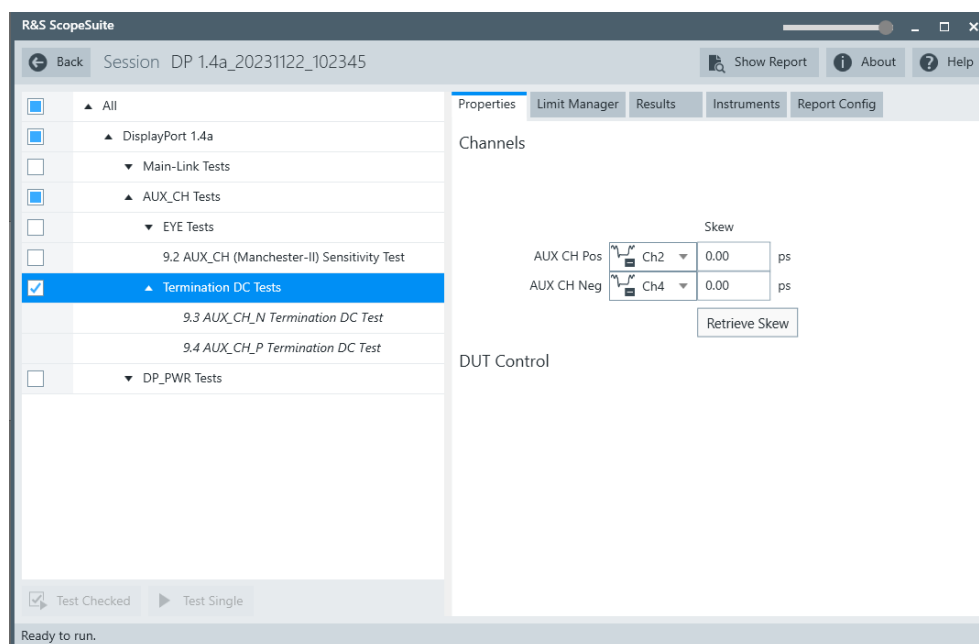 R&S ScopeSuite
Back Session DP 1.4a_20231122_102345 Show Report About Help
All
DisplayPort 1.4a
Main-Link Tests
AUX_CH Tests
EYE Tests
9.2 AUX_CH (Manchester-II) Sensitivity Test
Termination DC Tests
9.3 AUX_CH_N Termination DC Test
9.4 AUX_CH_P Termination DC Test
DP_PWR Tests
Properties Limit Manager Results Instruments Report Config
Channels
Skew
AUX CH Pos Ch2 0.00 ps
AUX CH Neg Ch4 0.00 ps
Retrieve Skew
DUT Control
Test Checked Test Single
Ready to run.